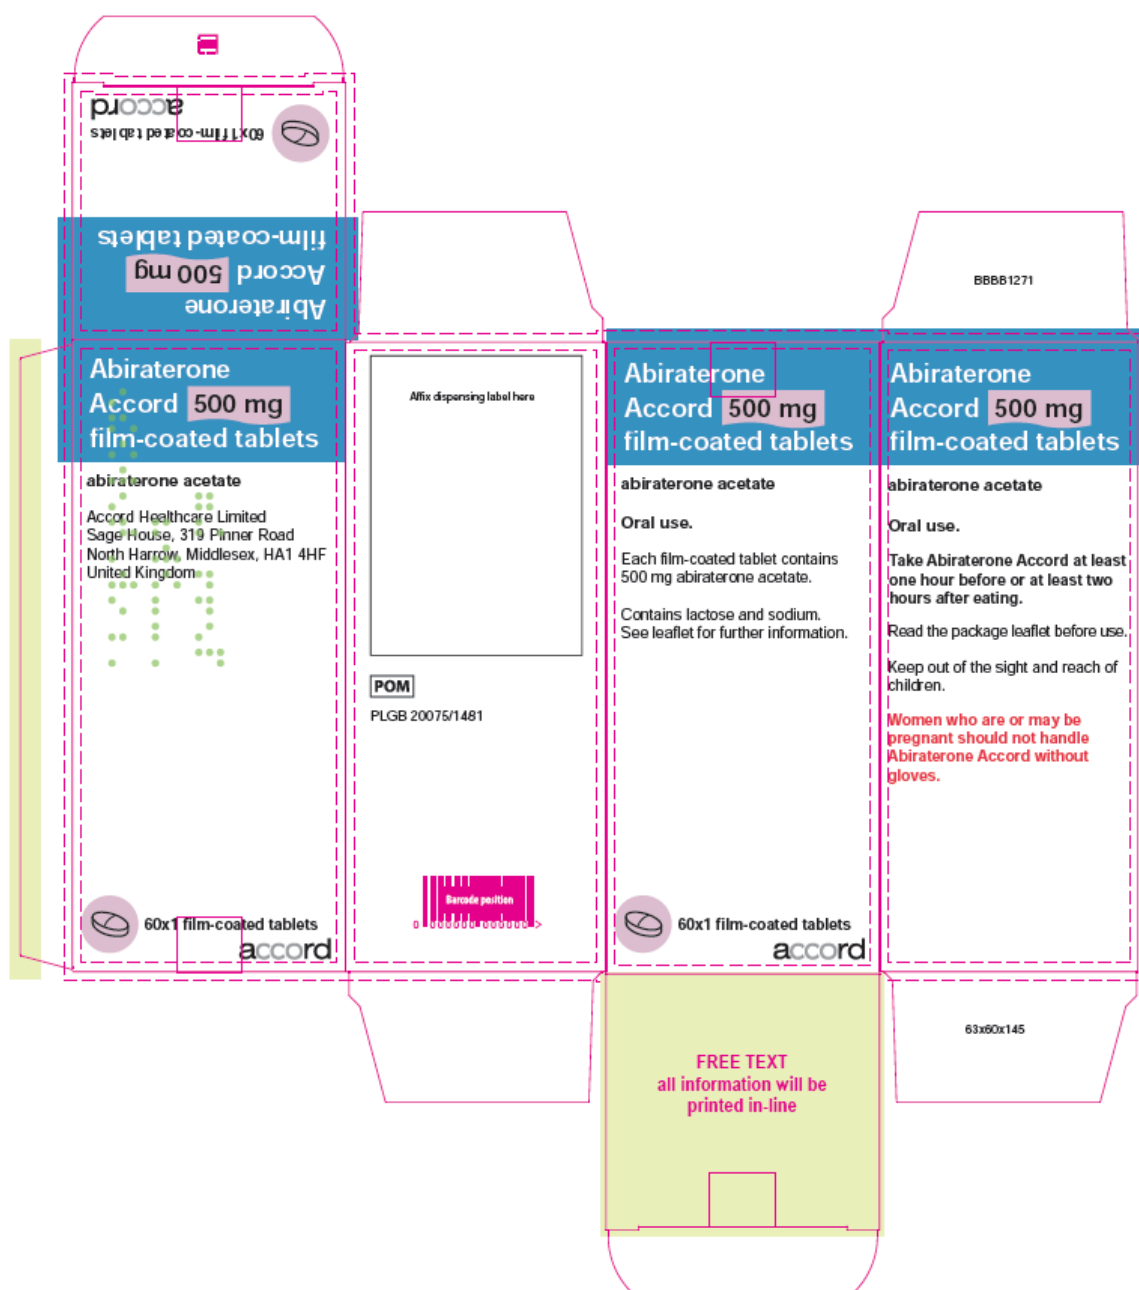 accord
60x1 film-coated tablets
Abiraterone
Accord 500 mg
film-coated tablets
BBBB1271
Abiraterone
Accord 500 mg
film-coated tablets
abiraterone acetate
Accord Healthcare Limited
Sage House, 319 Pinner Road
North Harrow, Middlesex, HA1 4HF
United Kingdom
60x1 film-coated tablets
accord
Affix dispensing label here
POM
PLGB 20075/1481
Barcode position
Abiraterone
Accord 500 mg
film-coated tablets
abiraterone acetate
Oral use.
Each film-coated tablet contains
500 mg abiraterone acetate.
Contains lactose and sodium.
See leaflet for further information.
60x1 film-coated tablets
accord
Abiraterone
Accord 500 mg
film-coated tablets
abiraterone acetate
Oral use.
Take Abiraterone Accord at least
one hour before or at least two
hours after eating.
Read the package leaflet before use.
Keep out of the sight and reach of
children.
Women who are or may be
pregnant should not handle
Abiraterone Accord without
gloves.
63x60x145
FREE TEXT
all information will be
printed in-line